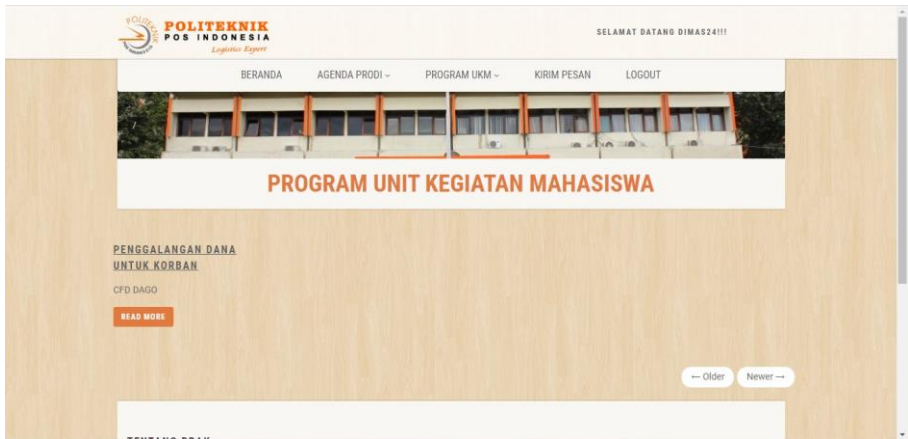 POLITEKNIK
POS INDONESIA
Logistics Expert
SELAMAT DATANG DIMAS24!!!
BERANDA AGENDA PRODI PROGRAM UKM KIRIM PESAN LOGOUT
PROGRAM UNIT KEGIATAN MAHASISWA
PENGGALANGAN DANA
UNTUK KORBAN
CFD DAGO
READ MORE
← Older Newer →